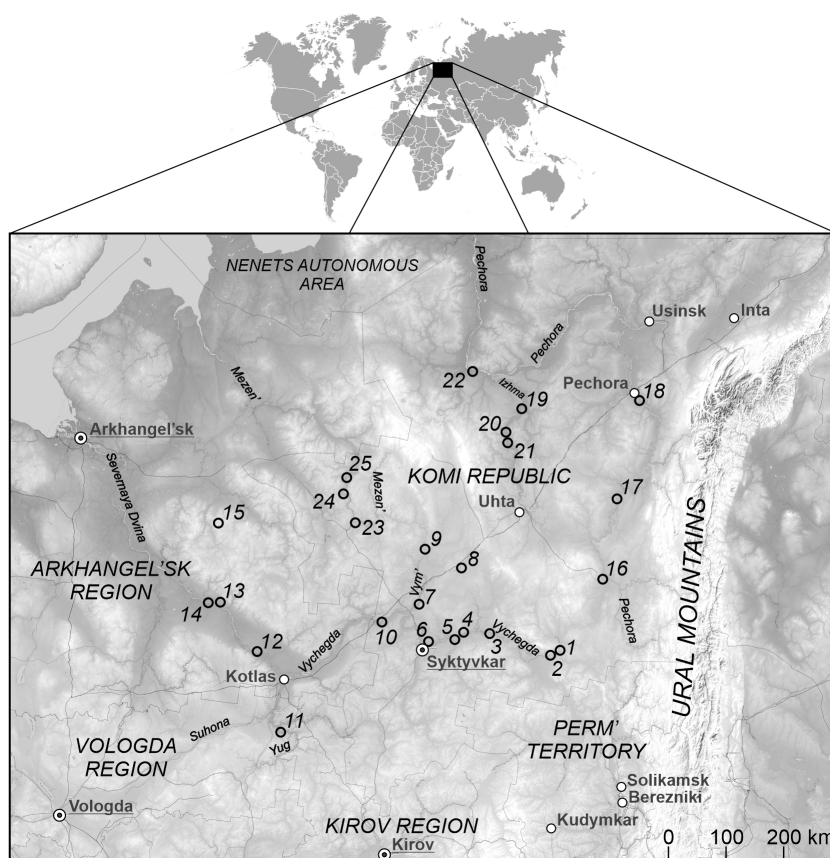 NENETS AUTONOMOUS
AREA
Pechora
Usinsk
Inta
Pechora
Mezen'
22
Izhma
19
Pechora
18
20
21
Arkhangel'sk
Severnaya Dvina
25
24
Mezen'
23
KOMI REPUBLIC
Uhta
17
15
9
8
16
ARKHANGEL'SK
REGION
URAL MOUNTAINS
14
13
Vym'
7
Pechora
10
6
5
4
3
Vychegda
1
2
Syktyvkar
12
Vychegda
Kotlas
11
Suhona
Yug
VOLOGDA
REGION
PERM'
TERRITORY
Solikamsk
Berezniki
Vologda
KIROV REGION
Kudymkar
Kirov
0 100 200 km